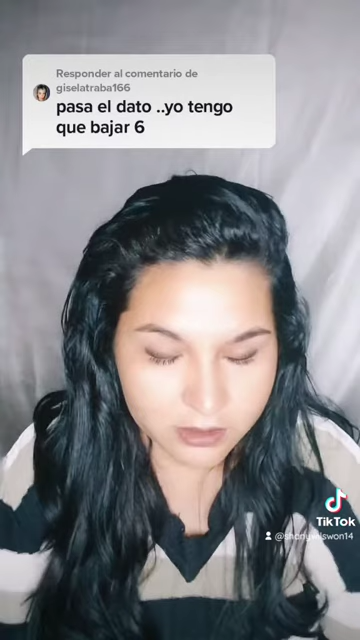 Responder al comentario de
giselatraba166
pasa el dato ..yo tengo
que bajar 6
TikTok